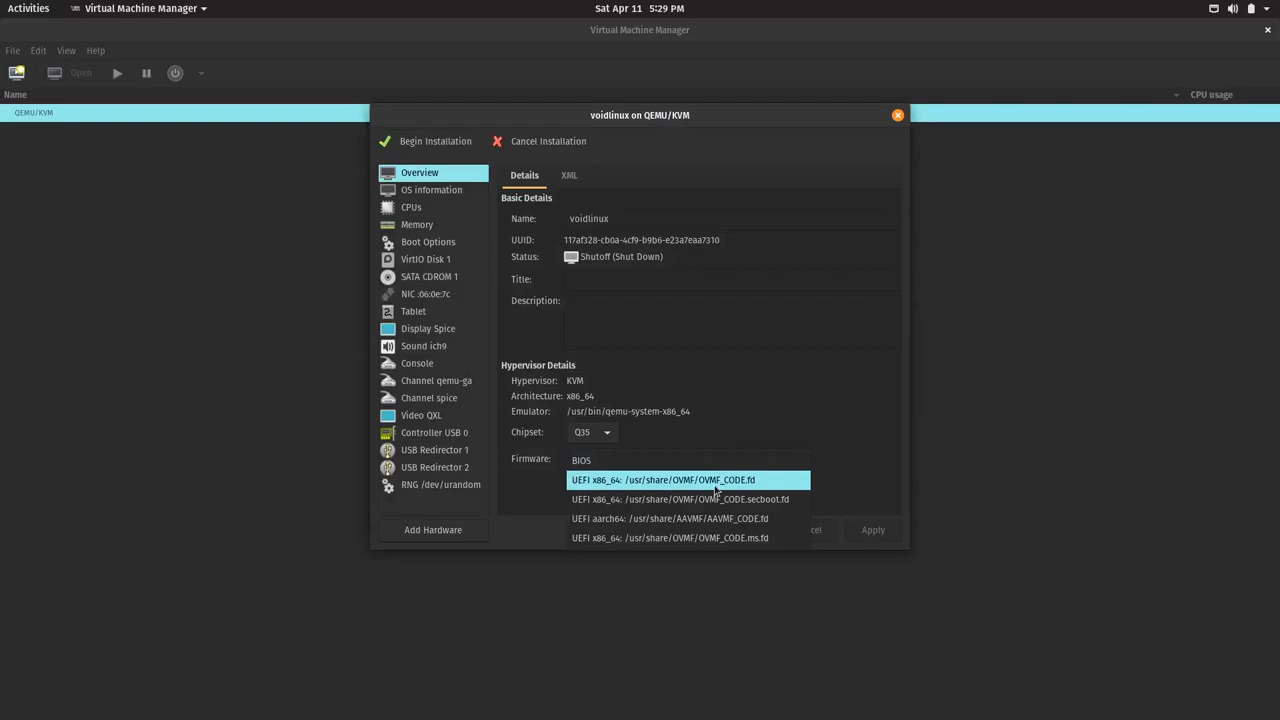 Activities
Virtual Machine Manager
Sat Apr 11 5:29 PM
Virtual Machine Manager
File Edit View Help
Open
Name
CPU usage
QEMU/KVM
voidlinux on QEMU/KVM
Begin Installation
Cancel Installation
Overview
OS information
CPUs
Memory
Boot Options
VirtIO Disk 1
SATA CDROM 1
NIC :06:0e:7c
Tablet
Display Spice
Sound ich9
Console
Channel qemu-ga
Channel spice
Video QXL
Controller USB 0
USB Redirector 1
USB Redirector 2
RNG /dev/urandom
Add Hardware
Details
XML
Basic Details
Name: voidlinux
UUID: 117af328-cb0a-4cf9-b9b6-e23a7eaa7310
Status: Shutoff (Shut Down)
Title:
Description:
Hypervisor Details
Hypervisor: KVM
Architecture: x86_64
Emulator: /usr/bin/qemu-system-x86_64
Chipset: Q35
Firmware:
BIOS
UEFI x86_64: /usr/share/OVMF/OVMF_CODE.fd
UEFI x86_64: /usr/share/OVMF/OVMF_CODE.secboot.fd
UEFI aarch64: /usr/share/AAVMF/AAVMF_CODE.fd
UEFI x86_64: /usr/share/OVMF/OVMF_CODE.ms.fd
cel
Apply